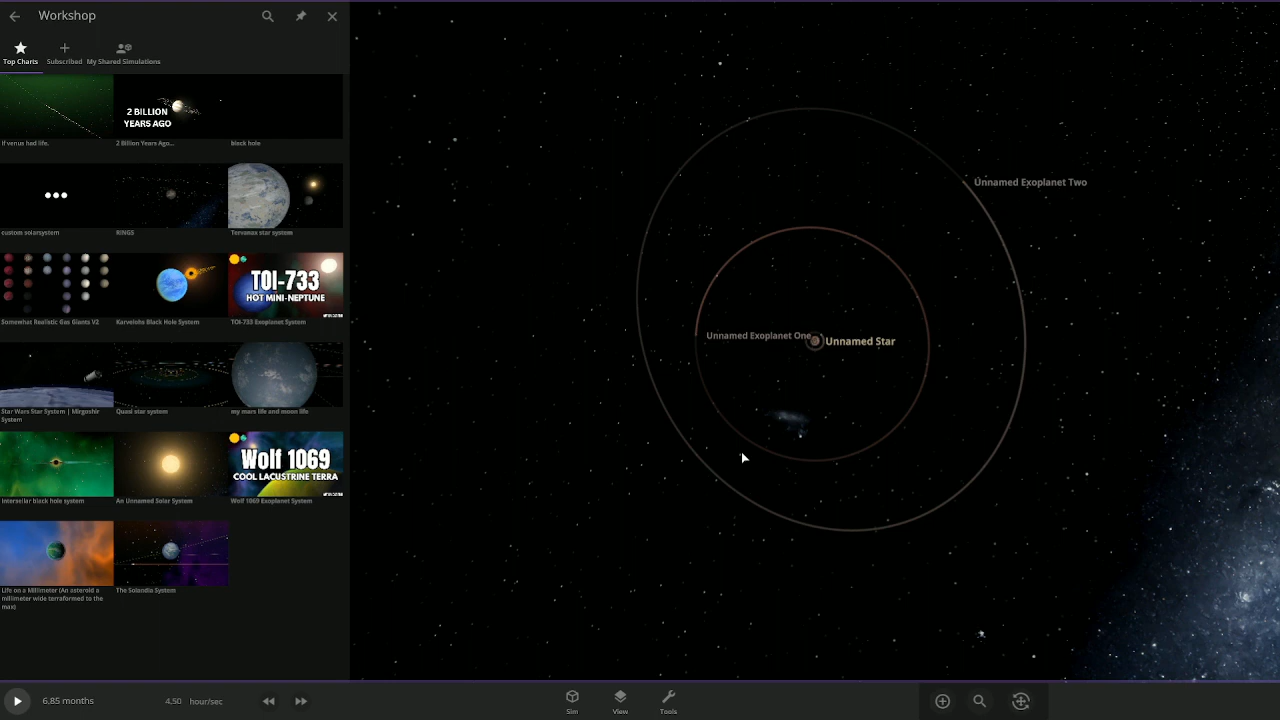 Workshop
Top Charts
Subscribed
My Shared Simulations
2 BILLION
YEARS AGO
If venus had life.
2 Billion Years Ago...
black hole
custom solarsystem
RINGS
Tervanax star system
TOI-733
HOT MINI-NEPTUNE
Somewhat Realistic Gas Giants V2
Karvelohs Black Hole System
TOI-733 Exoplanet System
Star Wars Star System | Mirgoshir
System
Quad star system
my mars life and moon life
Wolf 1069
COOL LACUSTRINE TERRA
Intersellar black hole system
An Unnamed Solar System
Wolf 1069 Exoplanet System
Life on a Millimeter (An asteroid a
millimeter wide terraformed to the
max)
The Solandia System
Unnamed Exoplanet Two
Unnamed Exoplanet One
Unnamed Star
6,85 months
4,50 hour/sec
Sim
View
Tools